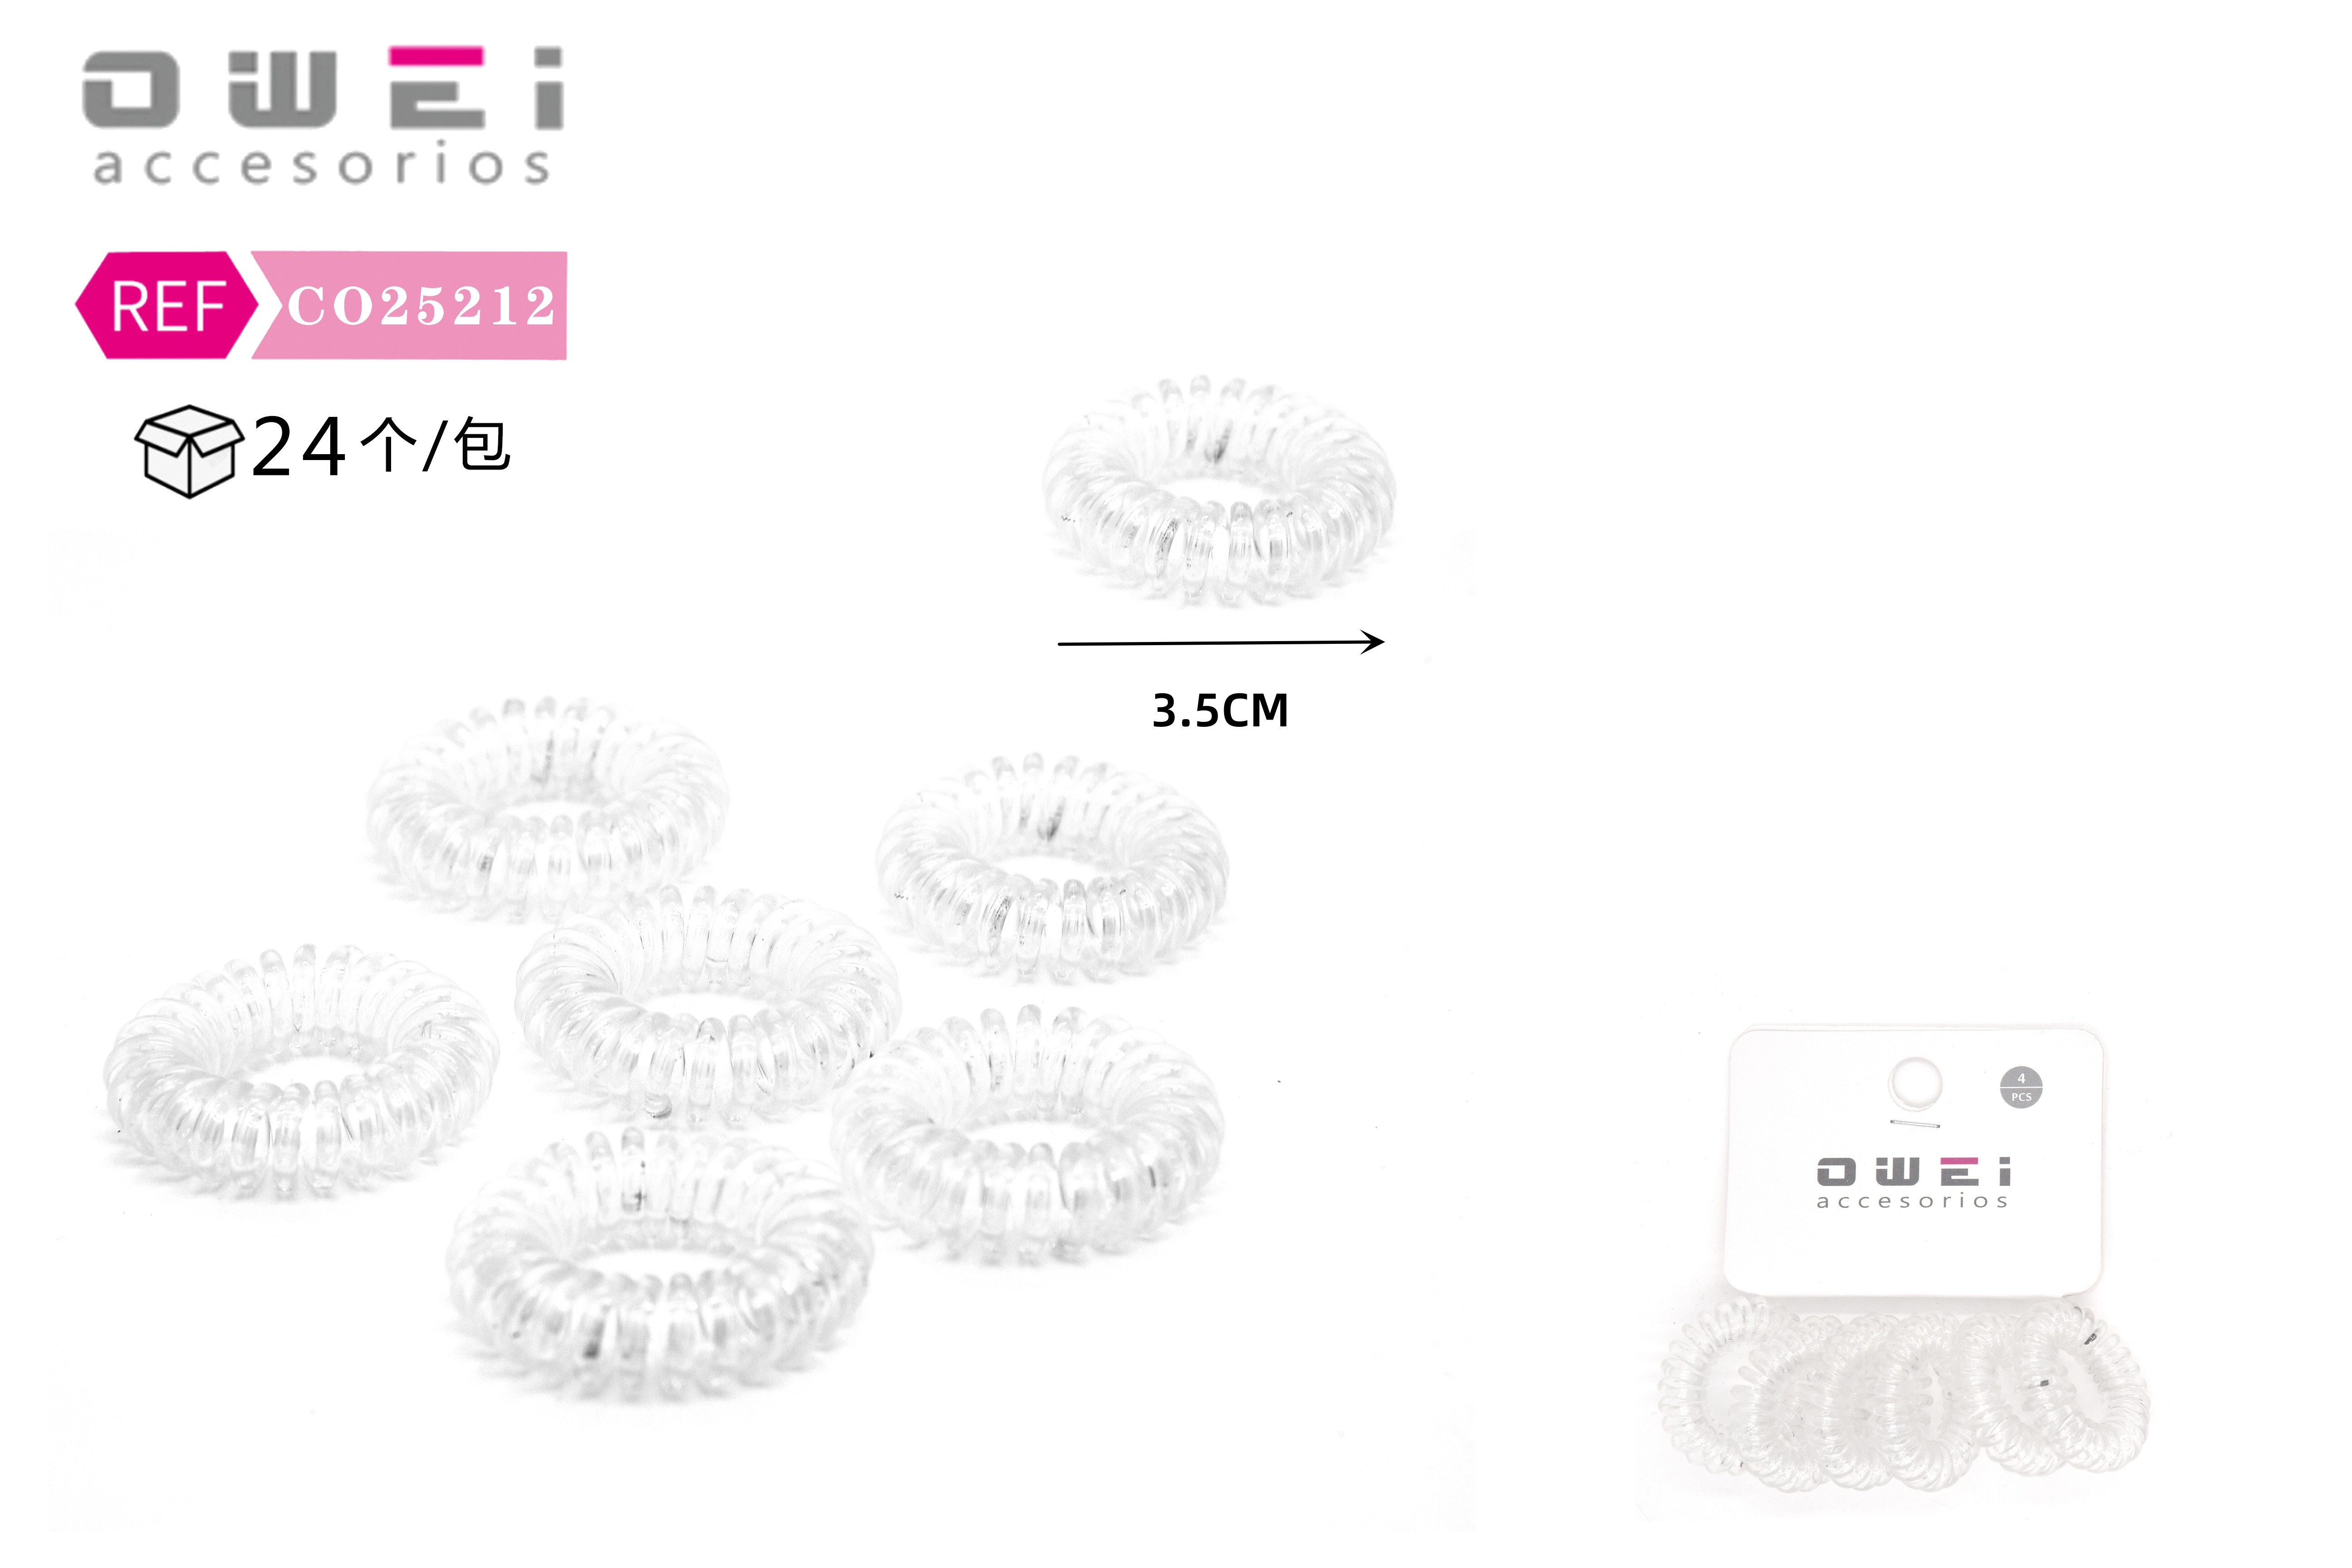 OWEi
accesorios
REF CO25212
24个/包
3.5CM
4
PCS
OWEi
accesorios